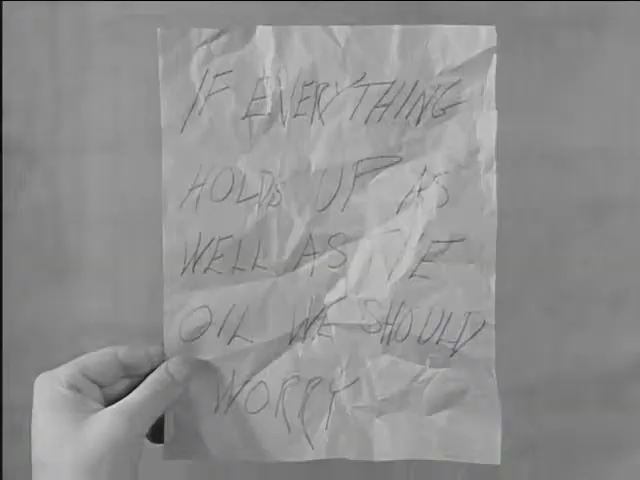 IF EVERYTHING
HOLDS UP AS
WELL AS THE
OIL WE SHOULD
WORRY